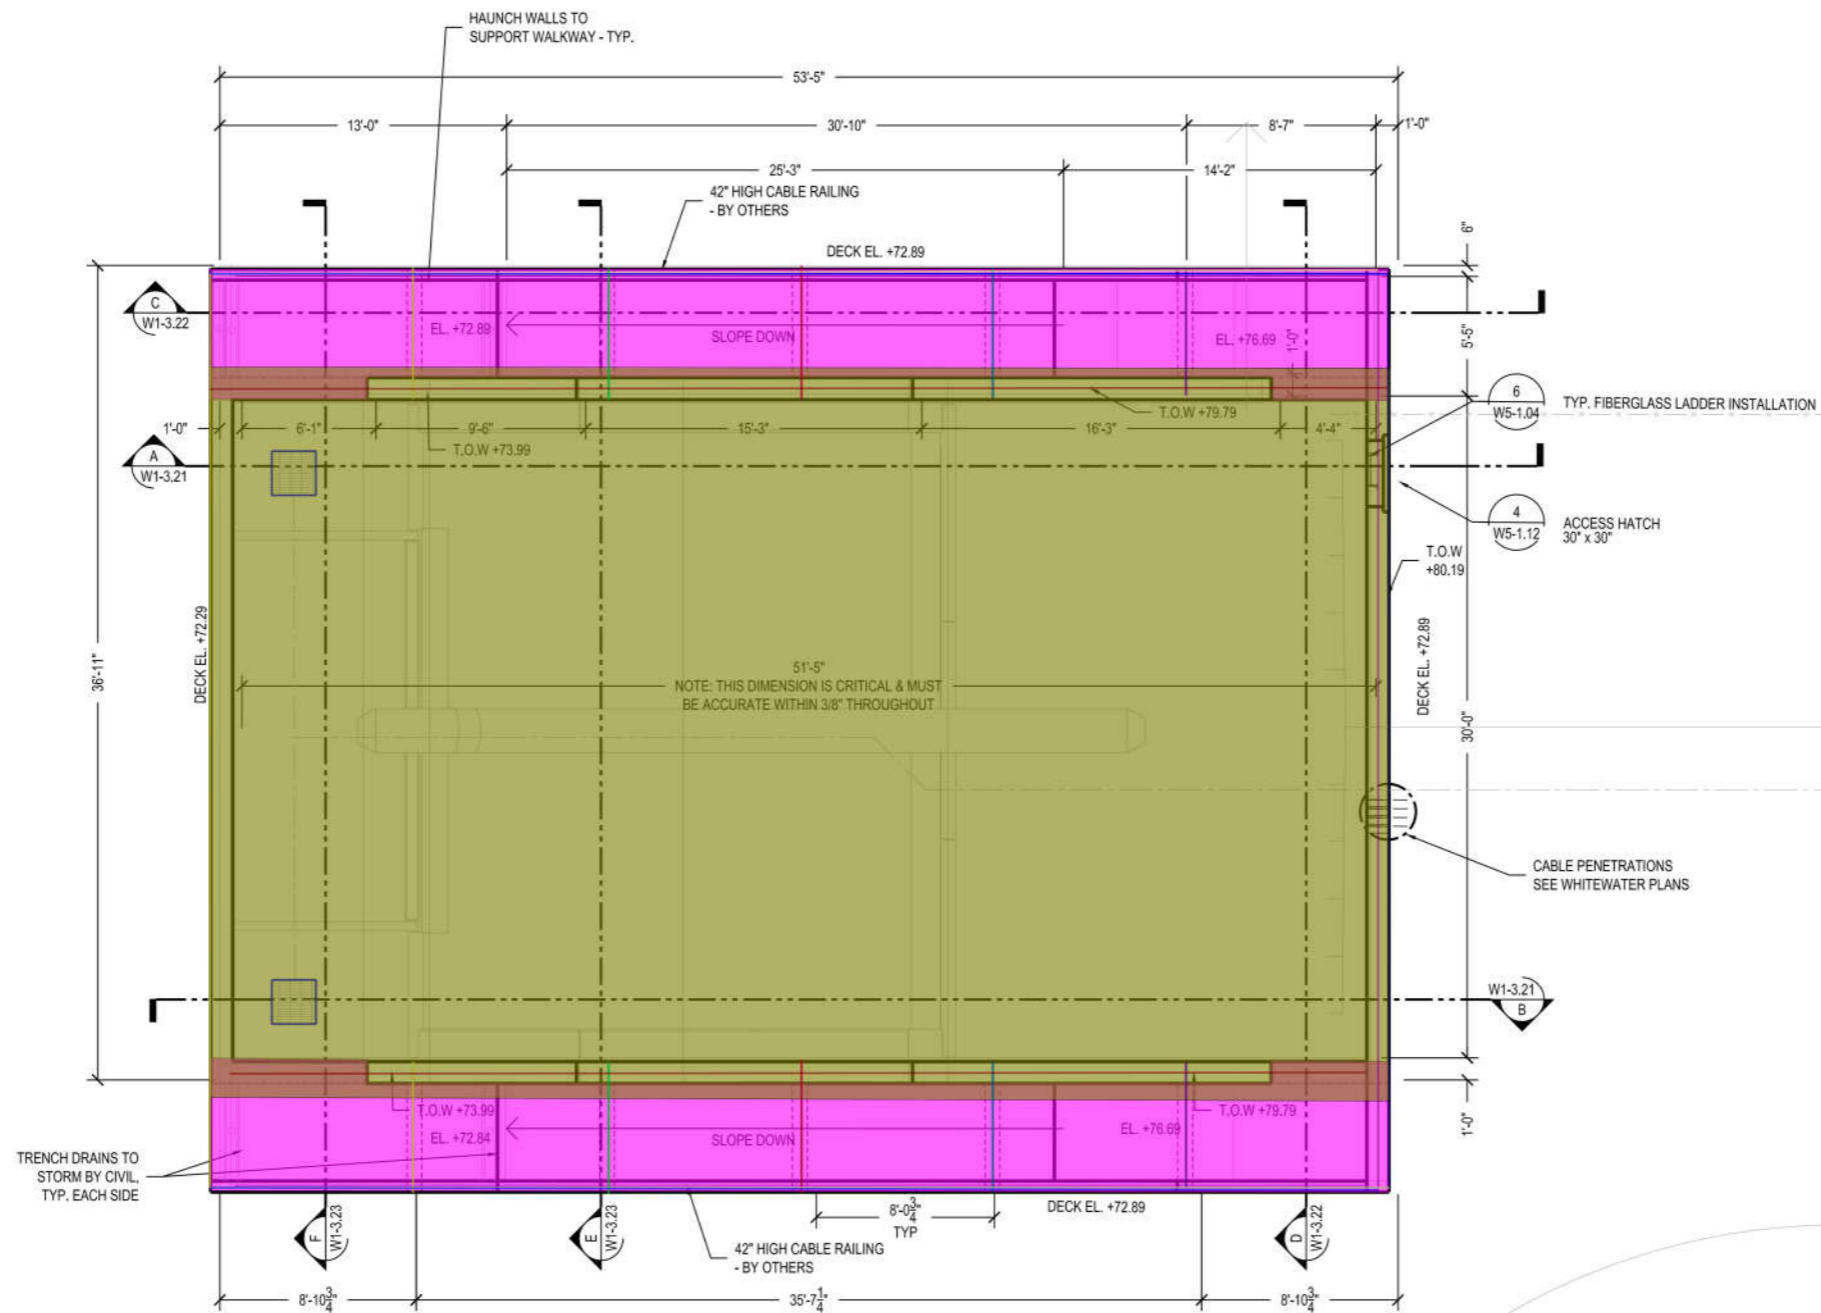 HAUNCH WALLS TO
SUPPORT WALKWAY - TYP.
53'-5"
13'-0"
30'-10"
8'-7"
1'-0"
25'-3"
14'-2"
42" HIGH CABLE RAILING
- BY OTHERS
DECK EL. +72.89
6"
C
W1-3.22
EL. +72.89
SLOPE DOWN
EL. +76.69
1'-0"
5'-5"
T.O.W +79.79
6
W5-1.04
TYP. FIBERGLASS LADDER INSTALLATION
1'-0"
6'-1"
9'-6"
15'-3"
16'-3"
4'-4"
T.O.W +73.99
A
W1-3.21
4
W5-1.12
ACCESS HATCH
30" x 30"
T.O.W
+80.19
DECK EL. +72.29
36'-11"
51'-5"
NOTE: THIS DIMENSION IS CRITICAL & MUST
BE ACCURATE WITHIN 3/8" THROUGHOUT
DECK EL. +72.89
30'-0"
CABLE PENETRATIONS
SEE WHITEWATER PLANS
W1-3.21
B
T.O.W +73.99
T.O.W +79.79
1'-0"
EL. +72.84
SLOPE DOWN
EL. +76.69
TRENCH DRAINS TO
STORM BY CIVIL,
TYP. EACH SIDE
8'-0 3/4"
TYP
DECK EL. +72.89
F
W1-3.23
E
W1-3.23
D
W1-3.22
42" HIGH CABLE RAILING
- BY OTHERS
8'-10 3/4"
35'-7 1/4"
8'-10 3/4"